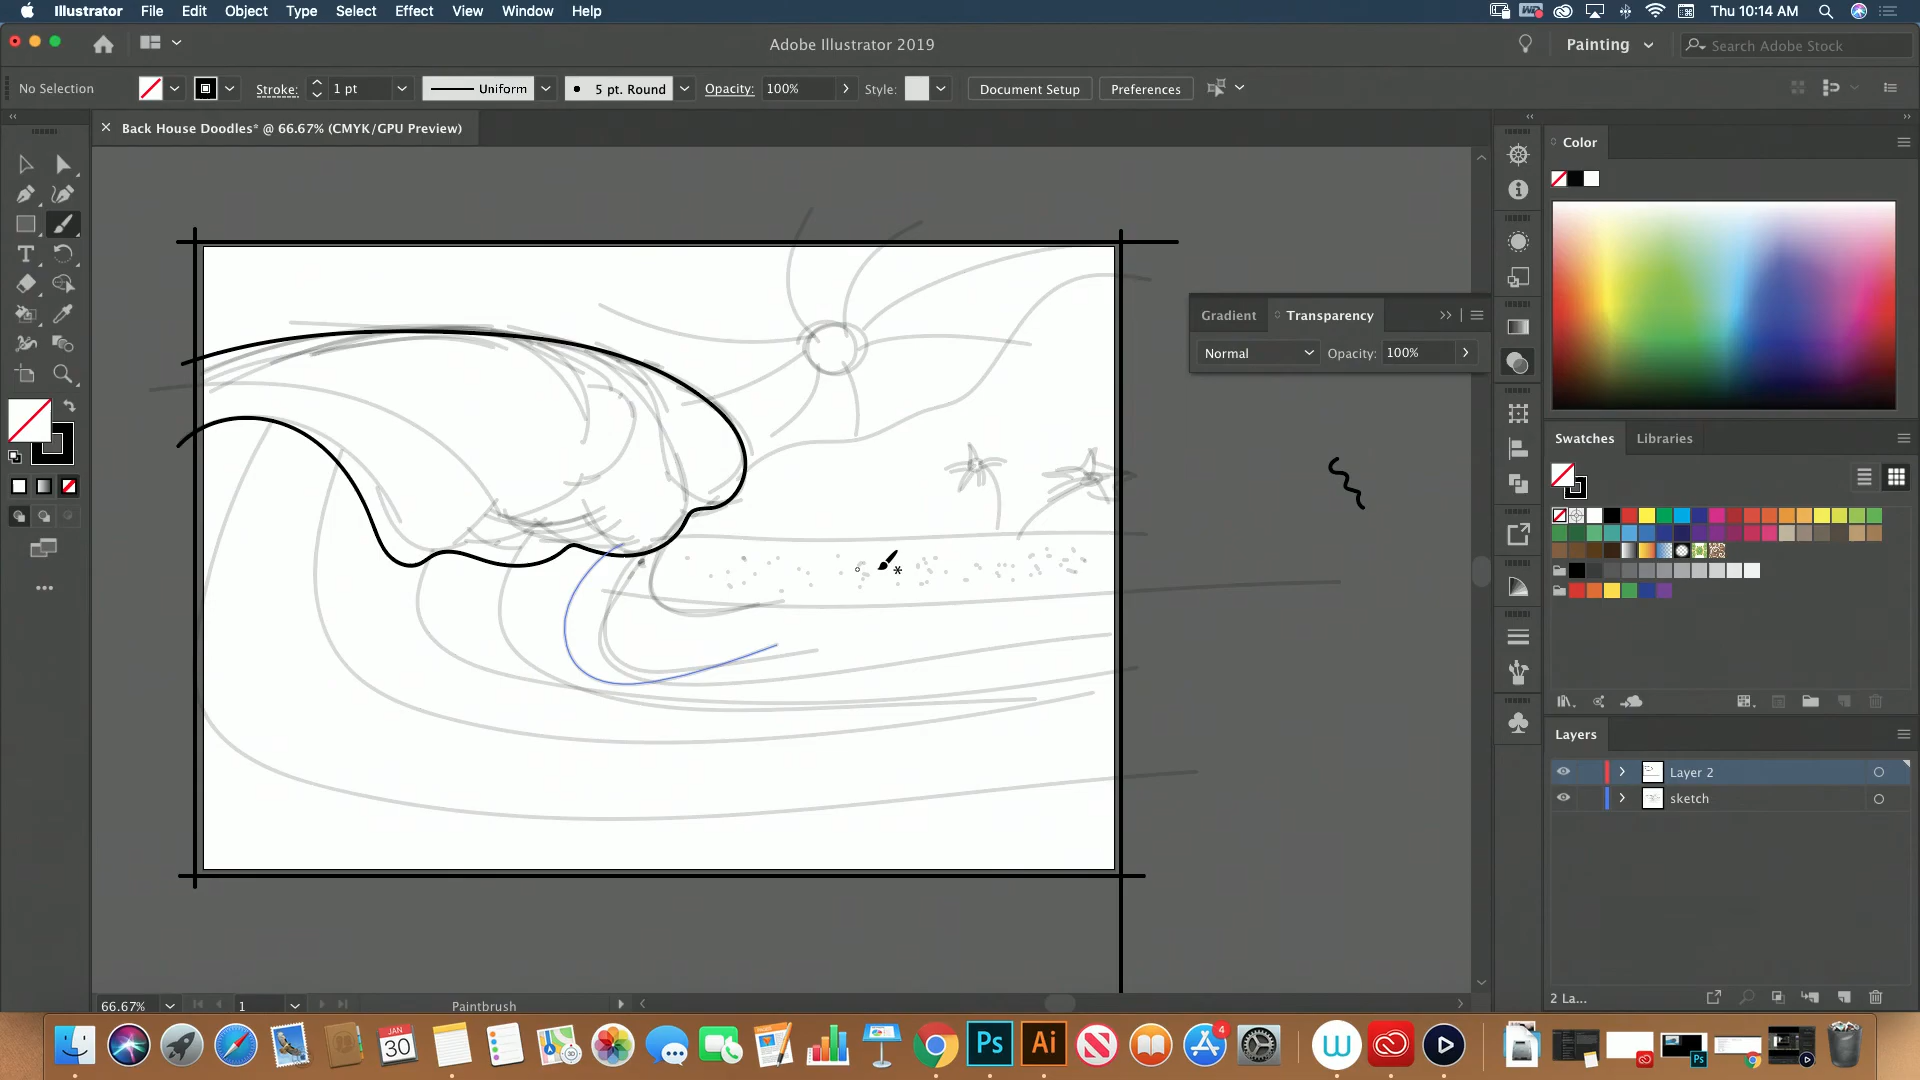 Illustrator File Edit Object Type Select Effect View Window Help
Thu 10:14 AM
Adobe Illustrator 2019
Painting
Search Adobe Stock
No Selection
Stroke: 1 pt
Uniform
5 pt. Round
Opacity: 100%
Style:
Document Setup
Preferences
Back House Doodles* @ 66.67% (CMYK/GPU Preview)
Color
Gradient
Transparency
Normal
Opacity: 100%
Swatches
Libraries
Layers
Layer 2
sketch
2 La...
66.67%
1
Paintbrush
JAN
30
Ps
Ai
W
4